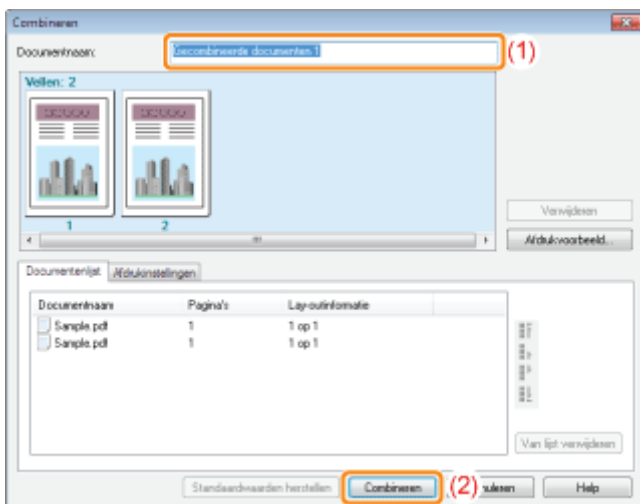 Combineren
Documentnaam:
Gecombineerde documenten 1
(1)
Vellen: 2
1
2
Verwijderen
Afdrukvoorbeeld...
Documentenlijst
Afdrukinstellingen
Documentnaam Pagina's Lay-outinformatie
Sample.pdf 1 1 op 1
Sample.pdf 1 1 op 1
Van lijst verwijderen
Standaardwaarden herstellen
Combineren
(2)
nuleren
Help